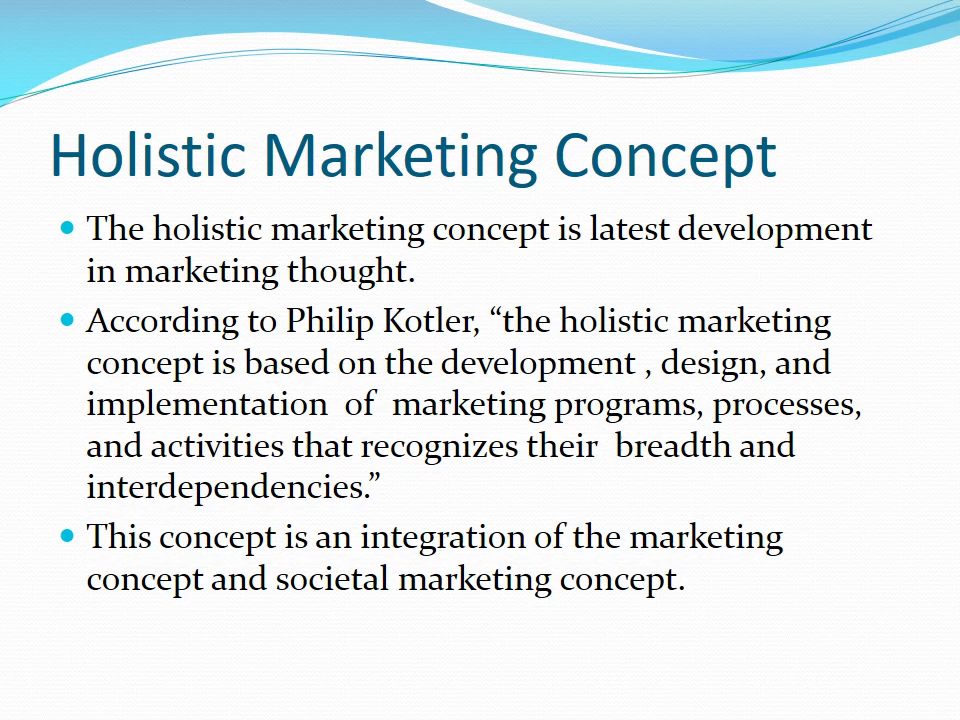 Holistic Marketing Concept
The holistic marketing concept is latest development
in marketing thought.
According to Philip Kotler, “the holistic marketing
concept is based on the development , design, and
implementation  of  marketing programs, processes,
and activities that recognizes their  breadth and
interdependencies.”
This concept is an integration of the marketing
concept and societal marketing concept.